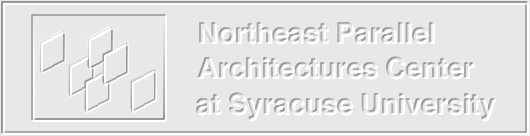 Northeast Parallel
Architectures Center
at Syracuse University